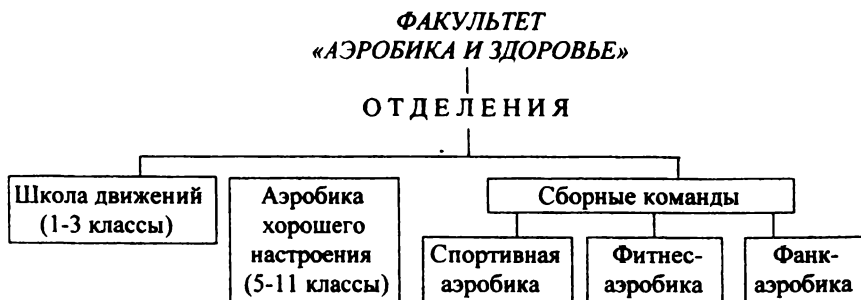 ФАКУЛЬТЕТ
«АЭРОБИКА И ЗДОРОВЬЕ»
ОТДЕЛЕНИЯ
Школа движений
(1-3 классы)
Аэробика
хорошего
настроения
(5-11 классы)
Сборные команды
Спортивная
аэробика
Фитнес-
аэробика
Фанк-
аэробика